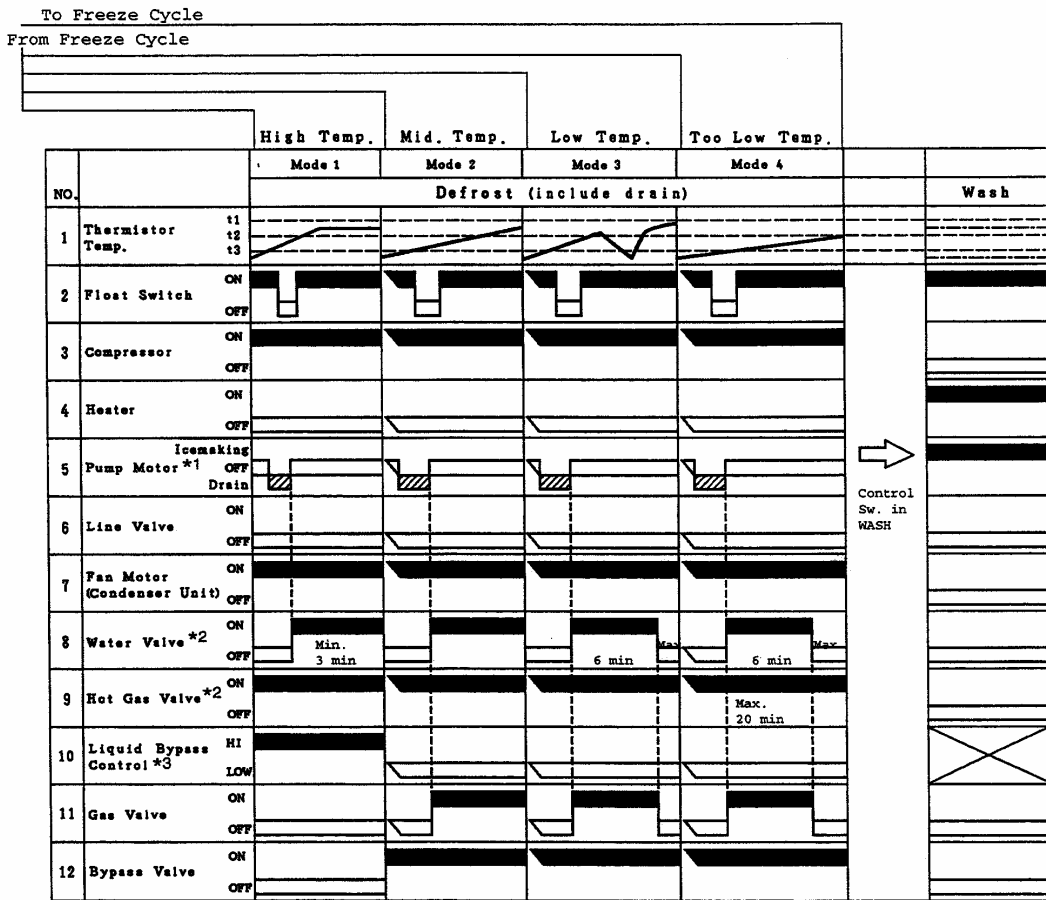 To Freeze Cycle
From Freeze Cycle
High Temp. Mid. Temp. Low Temp. Too Low Temp.
Mode 1 Mode 2 Mode 3 Mode 4
NO. Defrost (include drain) Wash
1 Thermistor Temp. t1 t2 t3
2 Float Switch ON OFF
3 Compressor ON OFF
4 Heater ON OFF
5 Pump Motor *1 Icemaking OFF Drain
Control
Sw. in
WASH
6 Line Valve ON OFF
7 Fan Motor (Condenser Unit) ON OFF
8 Water Valve *2 ON OFF
Min.
3 min
Max
6 min
Max
6 min
9 Hot Gas Valve *2 ON OFF
Max.
20 min
10 Liquid Bypass Control *3 HI LOW
11 Gas Valve ON OFF
12 Bypass Valve ON OFF